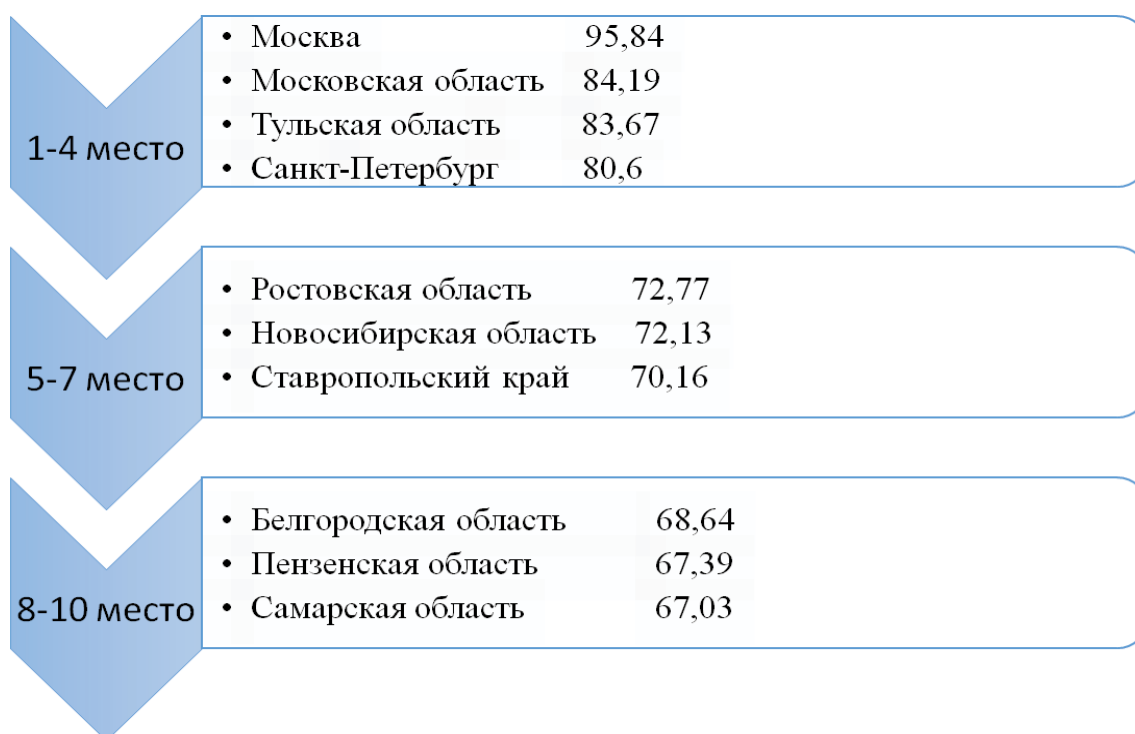 1-4 место
• Москва 95,84
• Московская область 84,19
• Тульская область 83,67
• Санкт-Петербург 80,6
5-7 место
• Ростовская область 72,77
• Новосибирская область 72,13
• Ставропольский край 70,16
8-10 место
• Белгородская область 68,64
• Пензенская область 67,39
• Самарская область 67,03